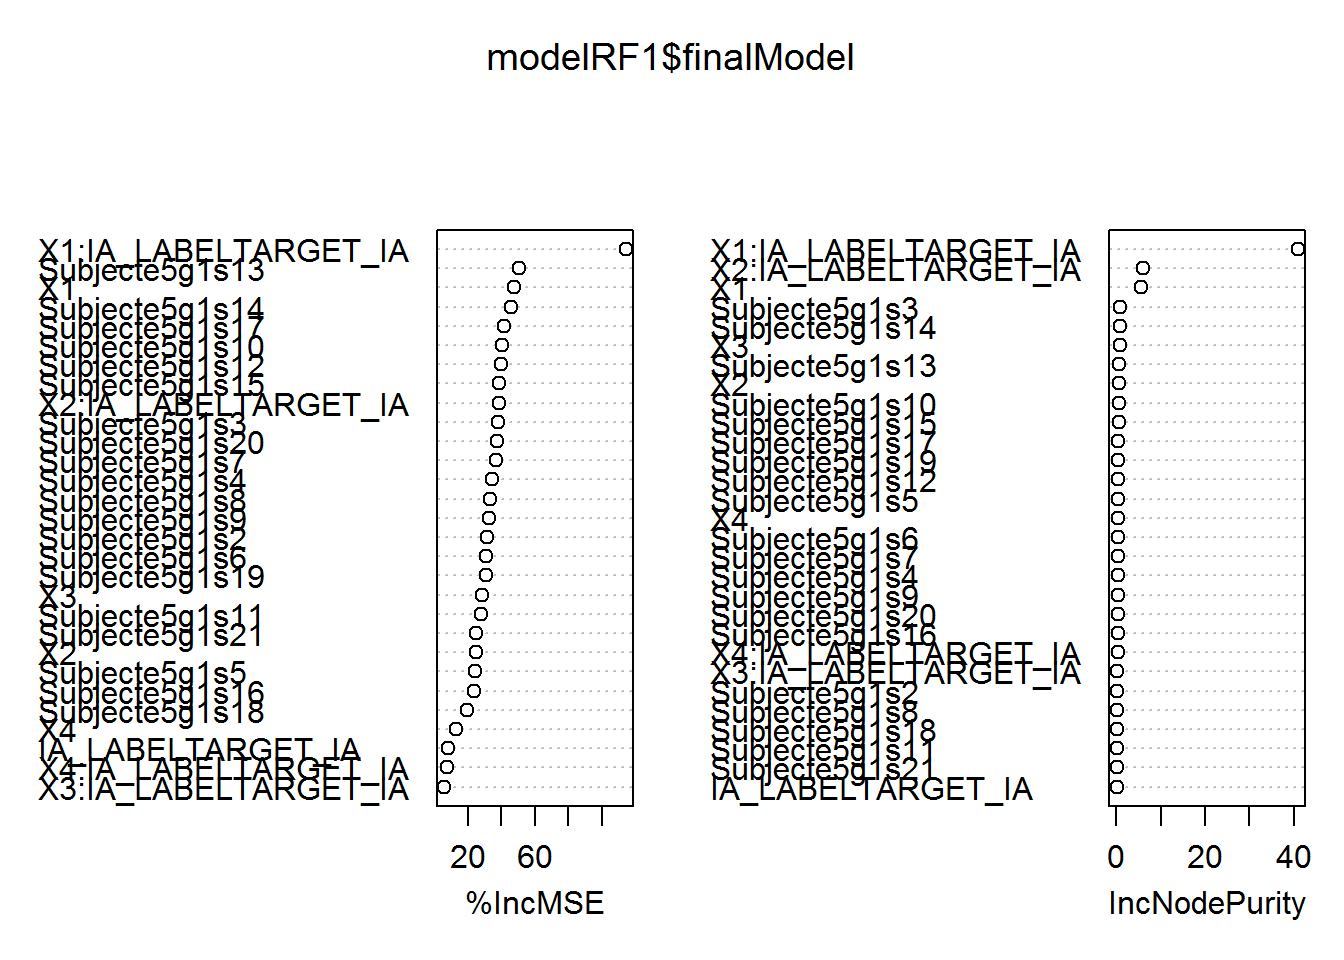 modelRF1$finalModel
X1:IA_LABELTARGET_IA
Subjecte5g1s13
X1
Subjecte5g1s14
Subjecte5g1s17
Subjecte5g1s10
Subjecte5g1s12
Subjecte5g1s15
X2:IA_LABELTARGET_IA
Subjecte5g1s3
Subjecte5g1s20
Subjecte5g1s7
Subjecte5g1s4
Subjecte5g1s8
Subjecte5g1s9
Subjecte5g1s2
Subjecte5g1s6
Subjecte5g1s19
X3
Subjecte5g1s11
Subjecte5g1s21
X2
Subjecte5g1s5
Subjecte5g1s16
Subjecte5g1s18
X4
IA_LABELTARGET_IA
X4:IA_LABELTARGET_IA
X3:IA_LABELTARGET_IA
20 60
%IncMSE
X1:IA_LABELTARGET_IA
X2:IA_LABELTARGET_IA
X1
Subjecte5g1s3
Subjecte5g1s14
X3
Subjecte5g1s13
X2
Subjecte5g1s10
Subjecte5g1s15
Subjecte5g1s17
Subjecte5g1s19
Subjecte5g1s12
Subjecte5g1s5
X4
Subjecte5g1s6
Subjecte5g1s7
Subjecte5g1s4
Subjecte5g1s9
Subjecte5g1s20
Subjecte5g1s16
X4:IA_LABELTARGET_IA
X3:IA_LABELTARGET_IA
Subjecte5g1s2
Subjecte5g1s8
Subjecte5g1s18
Subjecte5g1s11
Subjecte5g1s21
IA_LABELTARGET_IA
0 20 40
IncNodePurity